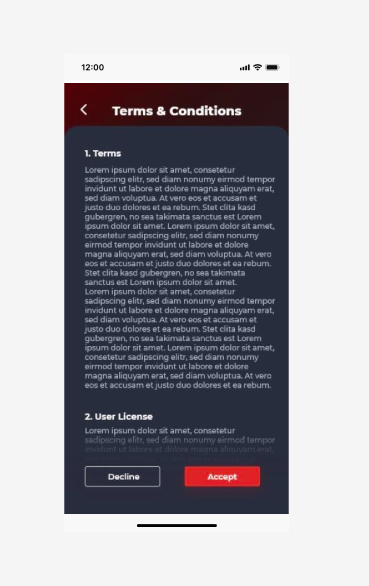 12:00
Terms & Conditions
1. Terms
Lorem ipsum dolor sit amet, consetetur
sadipscing elitr, sed diam nonumy eirmod tempor
invidunt ut labore et dolore magna aliquyam erat,
sed diam voluptua. At vero eos et accusam et
justo duo dolores et ea rebum. Stet clita kasd
gubergren, no sea takimata sanctus est Lorem
ipsum dolor sit amet. Lorem ipsum dolor sit amet,
consetetur sadipscing elitr, sed diam nonumy
eirmod tempor invidunt ut labore et dolore
magna aliquyam erat, sed diam voluptua. At vero
eos et accusam et justo duo dolores et ea rebum.
Stet clita kasd gubergren, no sea takimata
sanctus est Lorem ipsum dolor sit amet.
Lorem ipsum dolor sit amet, consetetur
sadipscing elitr, sed diam nonumy eirmod tempor
invidunt ut labore et dolore magna aliquyam erat,
sed diam voluptua. At vero eos et accusam et
justo duo dolores et ea rebum. Stet clita kasd
gubergren, no sea takimata sanctus est Lorem
ipsum dolor sit amet. Lorem ipsum dolor sit amet,
consetetur sadipscing elitr, sed diam nonumy
eirmod tempor invidunt ut labore et dolore
magna aliquyam erat, sed diam voluptua. At vero
eos et accusam et justo duo dolores et ea rebum.
2. User License
Lorem ipsum dolor sit amet, consetetur
sadipscing elitr, sed diam nonumy eirmod tempor
invidunt ut labore et dolore magna aliquyam erat,
Decline
Accept